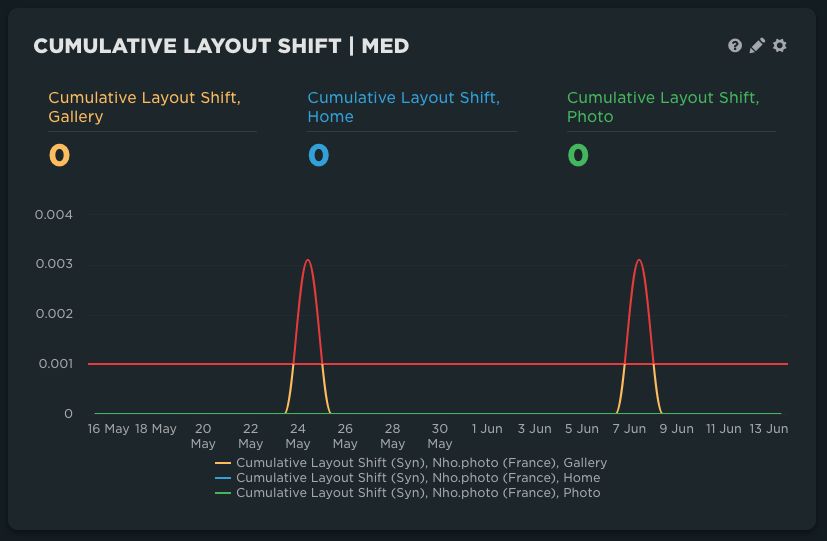 CUMULATIVE LAYOUT SHIFT | MED
Cumulative Layout Shift,
Gallery
0
Cumulative Layout Shift,
Home
0
Cumulative Layout Shift,
Photo
0
0.004
0.003
0.002
0.001
0
16 May 18 May 20 May 22 May 24 May 26 May 28 May 30 May 1 Jun 3 Jun 5 Jun 7 Jun 9 Jun 11 Jun 13 Jun
Cumulative Layout Shift (Syn), Nho.photo (France), Gallery
Cumulative Layout Shift (Syn), Nho.photo (France), Home
Cumulative Layout Shift (Syn), Nho.photo (France), Photo